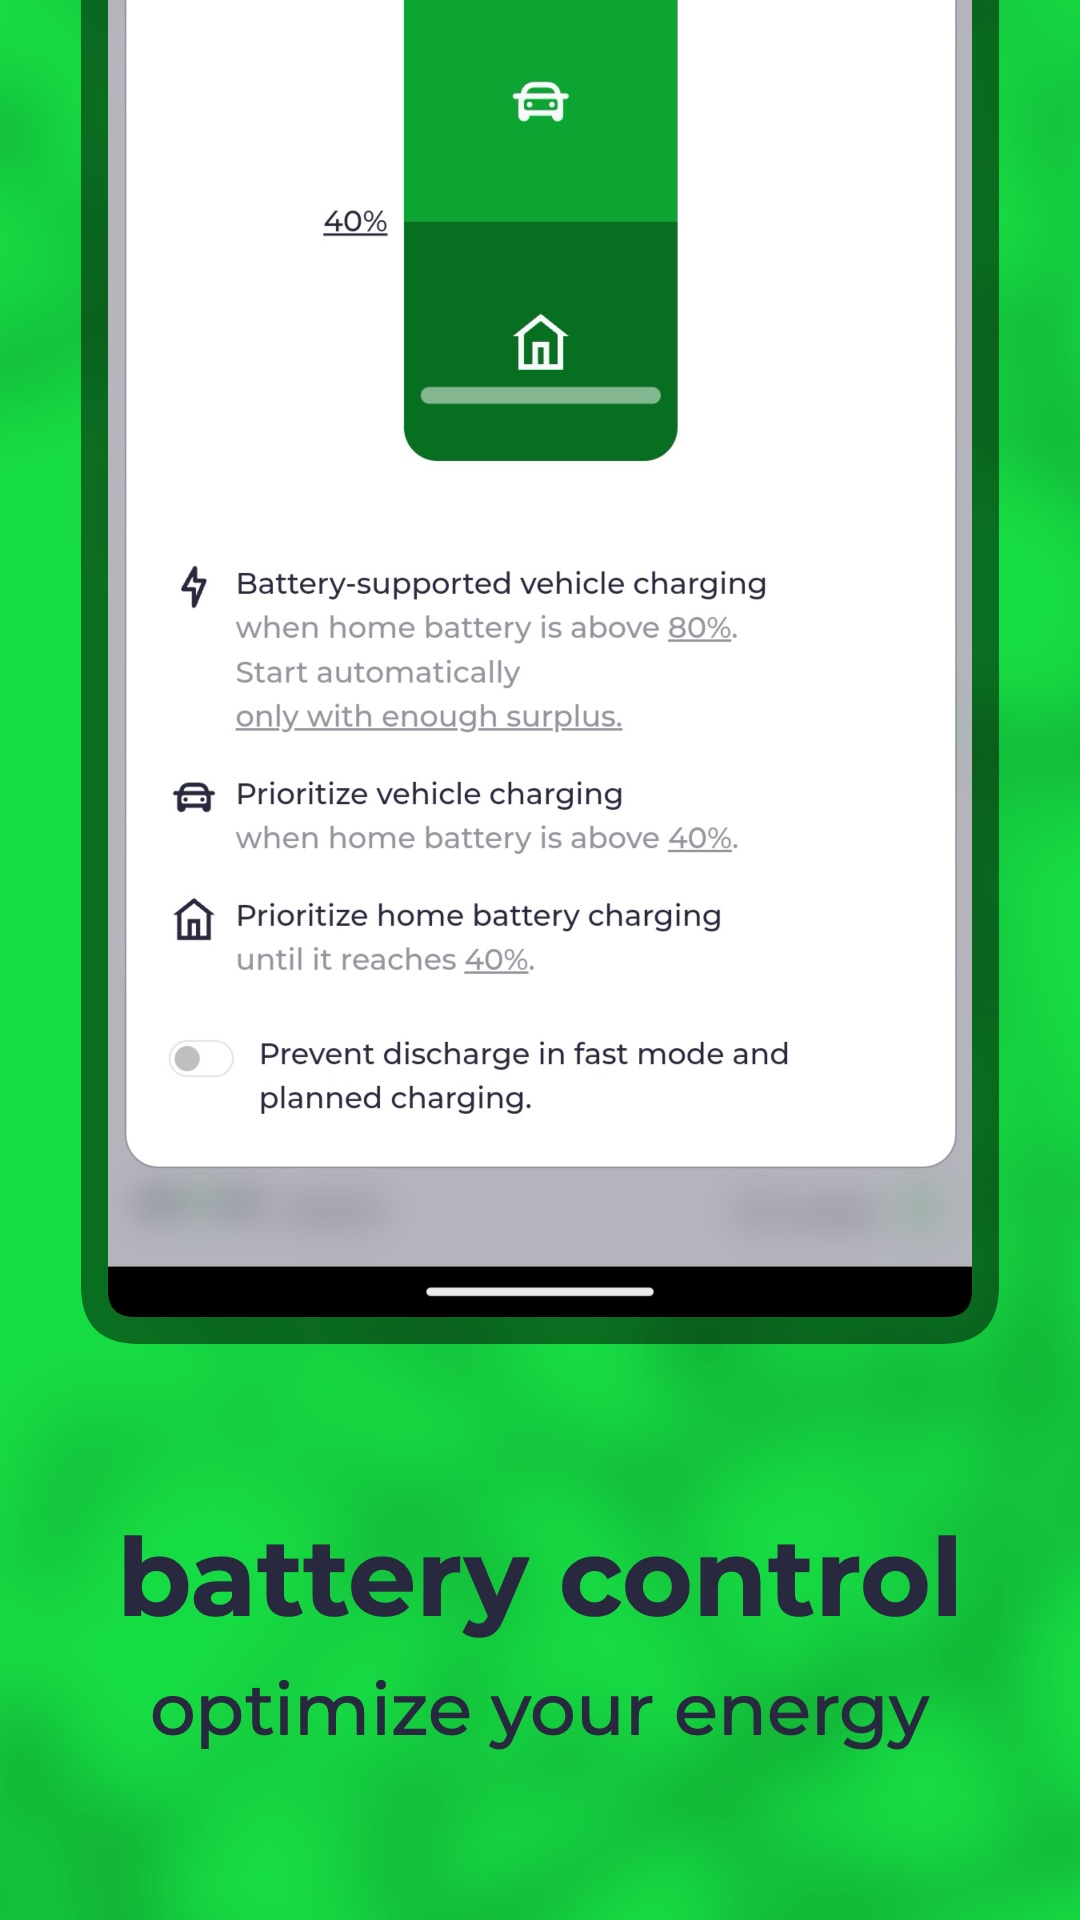 40%
Battery-supported vehicle charging
when home battery is above 80%.
Start automatically
only with enough surplus.
Prioritize vehicle charging
when home battery is above 40%.
Prioritize home battery charging
until it reaches 40%.
Prevent discharge in fast mode and
planned charging.
battery control
optimize your energy